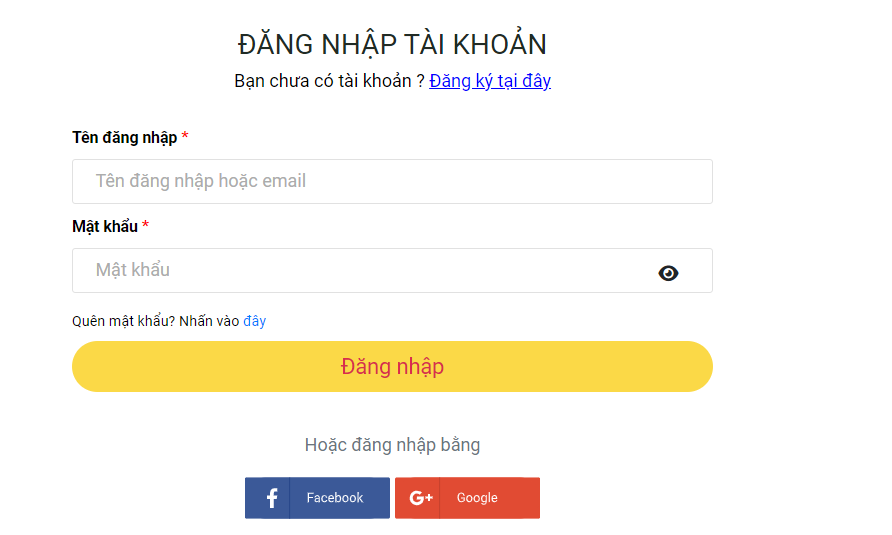 ĐĂNG NHẬP TÀI KHOẢN
Bạn chưa có tài khoản ? Đăng ký tại đây
Tên đăng nhập *
Tên đăng nhập hoặc email
Mật khẩu *
Mật khẩu
Quên mật khẩu? Nhấn vào đây
Đăng nhập
Hoặc đăng nhập bằng
f Facebook G+ Google